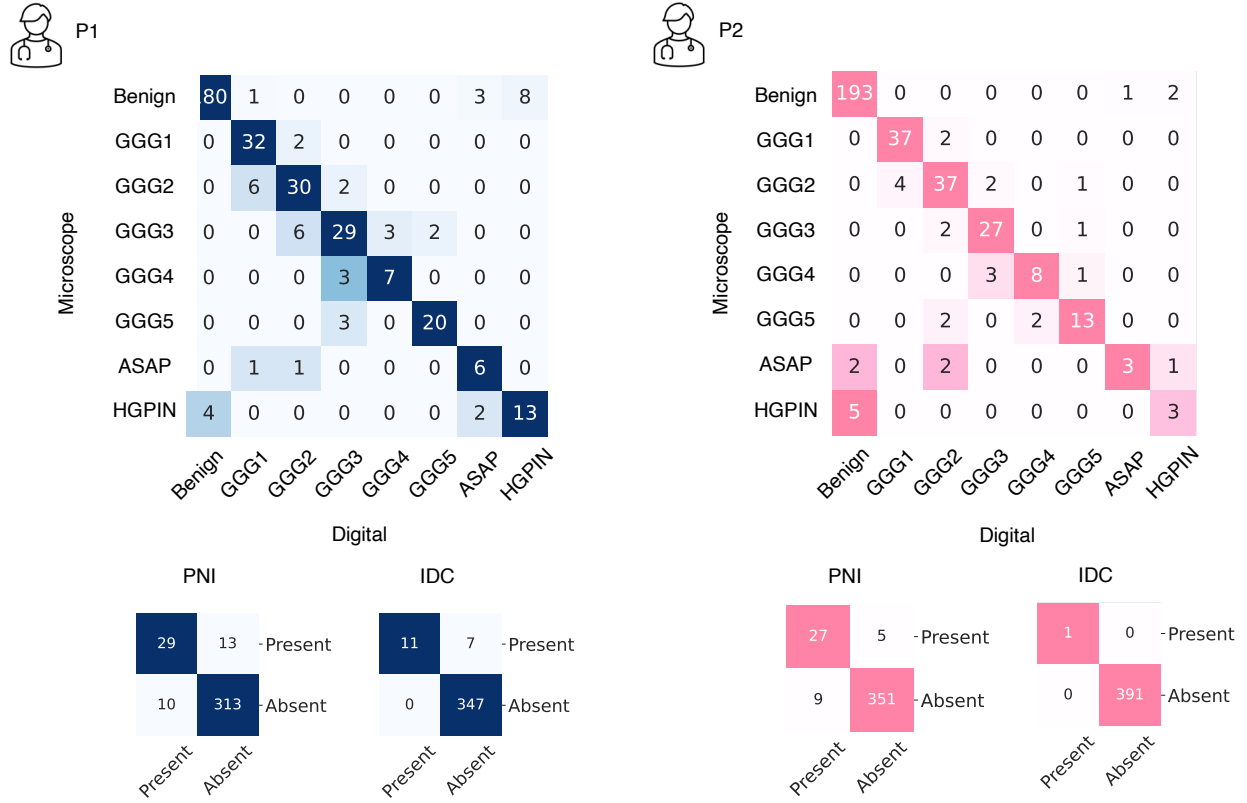 P1
Benign 180 1 0 0 0 0 3 8
GGG1 0 32 2 0 0 0 0 0
GGG2 0 6 30 2 0 0 0 0
GGG3 0 0 6 29 3 2 0 0
GGG4 0 0 0 3 7 0 0 0
GGG5 0 0 0 3 0 20 0 0
ASAP 0 1 1 0 0 0 6 0
HGPIN 4 0 0 0 0 0 2 13
Microscope
Benign GGG1 GGG2 GGG3 GGG4 GGG5 ASAP HGPIN
Digital
PNI
29 13 Present
10 313 Absent
Present Absent
IDC
11 7 Present
0 347 Absent
Present Absent
P2
Benign 193 0 0 0 0 0 1 2
GGG1 0 37 2 0 0 0 0 0
GGG2 0 4 37 2 0 1 0 0
GGG3 0 0 2 27 0 1 0 0
GGG4 0 0 0 3 8 1 0 0
GGG5 0 0 2 0 2 13 0 0
ASAP 2 0 2 0 0 0 3 1
HGPIN 5 0 0 0 0 0 0 3
Microscope
Benign GGG1 GGG2 GGG3 GGG4 GGG5 ASAP HGPIN
Digital
PNI
27 5 Present
9 351 Absent
Present Absent
IDC
1 0 Present
0 391 Absent
Present Absent